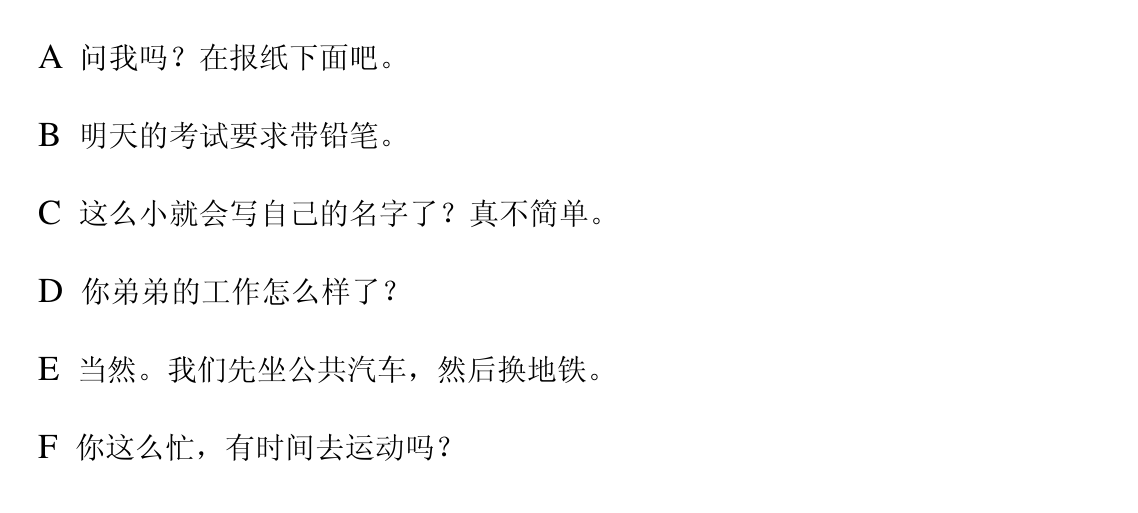 A 问我吗？在报纸下面吧。
B 明天的考试要求带铅笔。
C 这么小就会写自己的名字了？真不简单。
D 你弟弟的工作怎么样了？
E 当然。我们先坐公共汽车，然后换地铁。
F 你这么忙，有时间去运动吗？